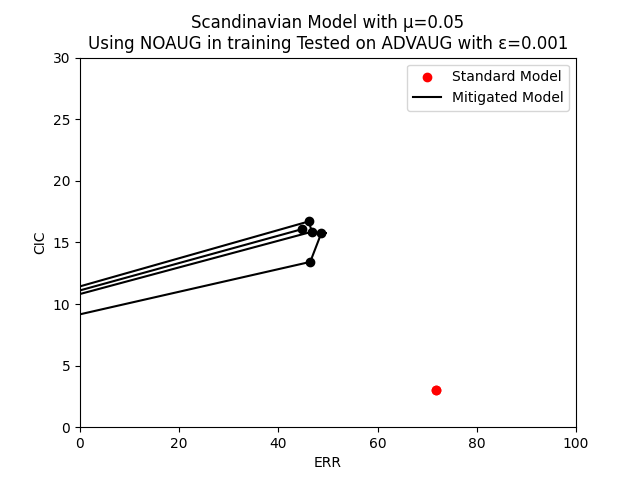 Scandinavian Model with μ=0.05
Using NOAUG in training Tested on ADVAUG with ε=0.001
Standard Model
Mitigated Model
30
25
20
15
10
5
0
CIC
0 20 40 60 80 100
ERR